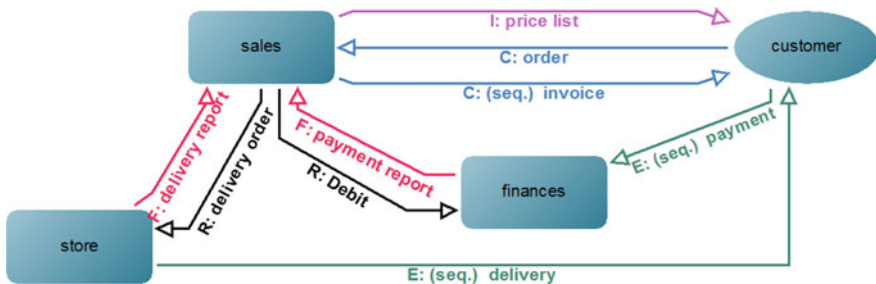 I: price list
sales
customer
C: order
C: (seq.) invoice
F: delivery report
R: delivery order
F: payment report
R: Debit
E: (seq.) payment
finances
store
E: (seq.) delivery